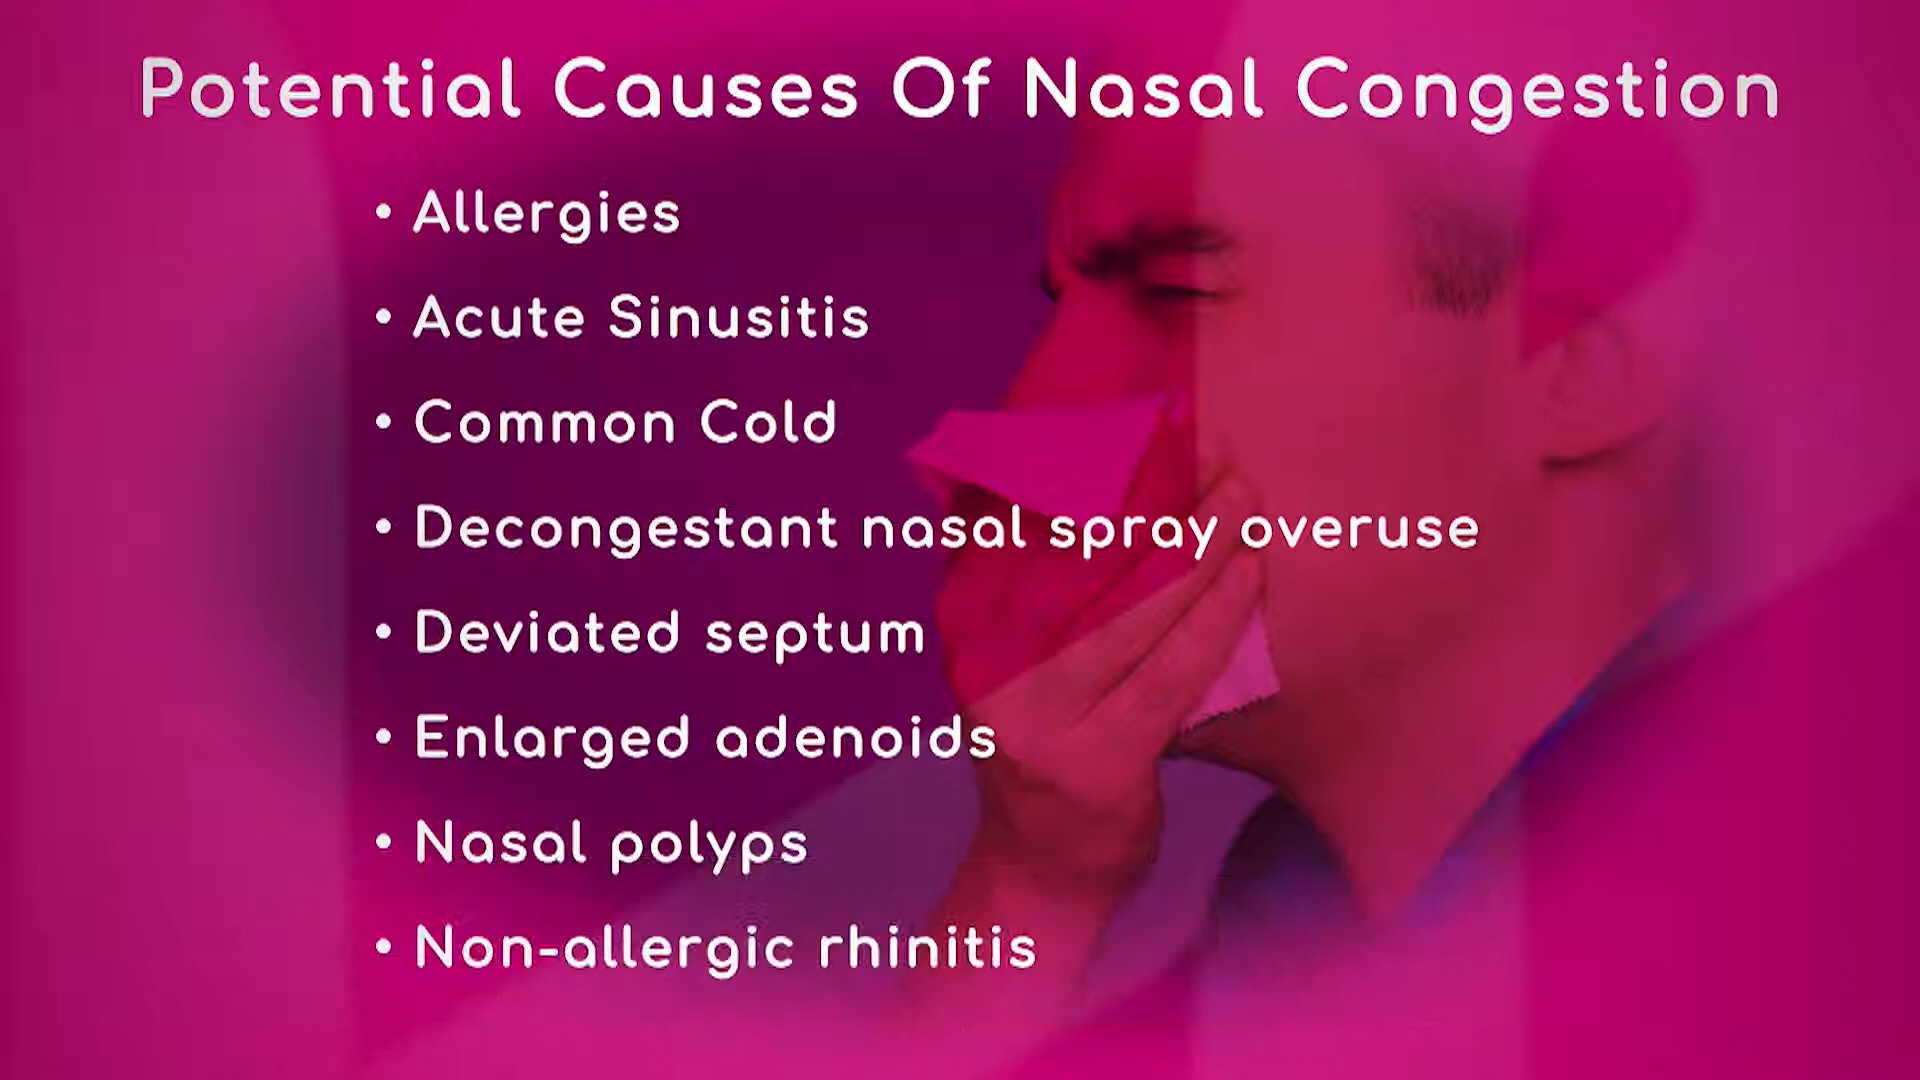 Potential Causes Of Nasal Congestion
• Allergies
• Acute Sinusitis
• Common Cold
• Decongestant nasal spray overuse
• Deviated septum
• Enlarged adenoids
• Nasal polyps
• Non-allergic rhinitis